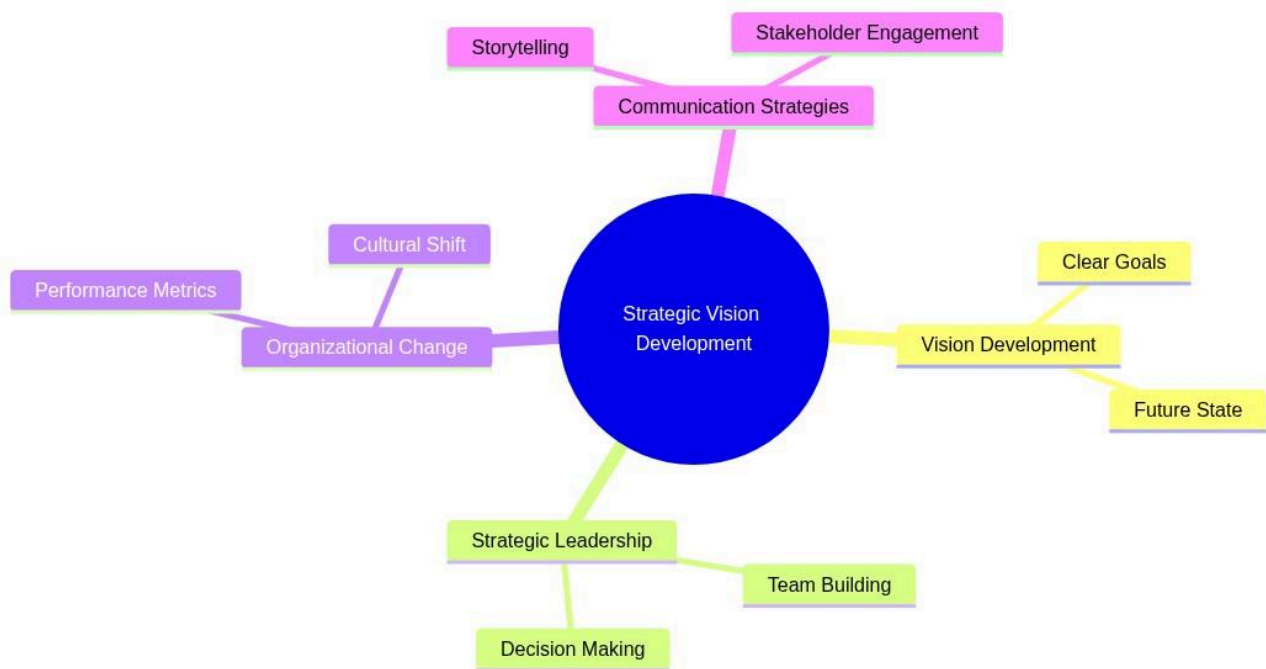 Stakeholder Engagement
Storytelling
Communication Strategies
Cultural Shift
Clear Goals
Performance Metrics
Strategic Vision
Development
Organizational Change
Vision Development
Future State
Strategic Leadership
Team Building
Decision Making